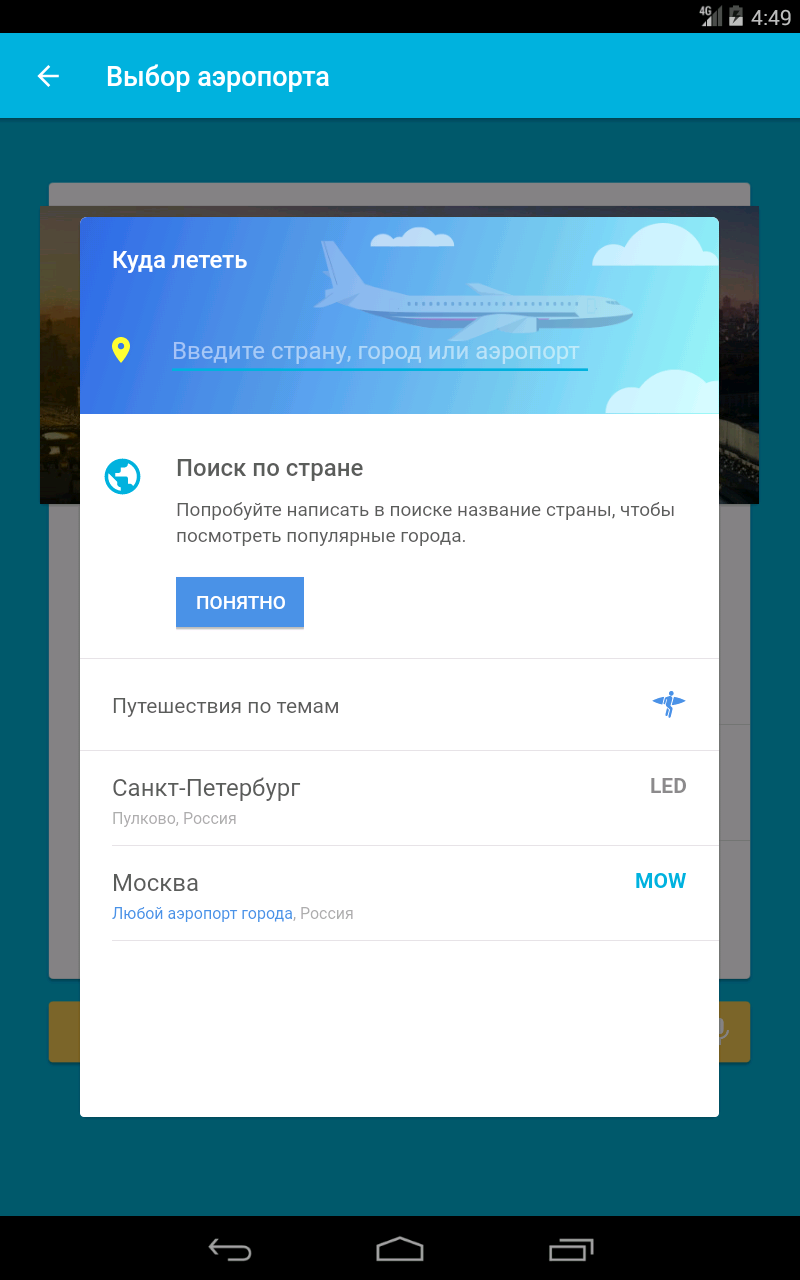 4G 4:49
Выбор аэропорта
Куда лететь
Введите страну, город или аэропорт
Поиск по стране
Попробуйте написать в поиске название страны, чтобы
посмотреть популярные города.
ПОНЯТНО
Путешествия по темам
Санкт-Петербург LED
Пулково, Россия
Москва MOW
Любой аэропорт города, Россия